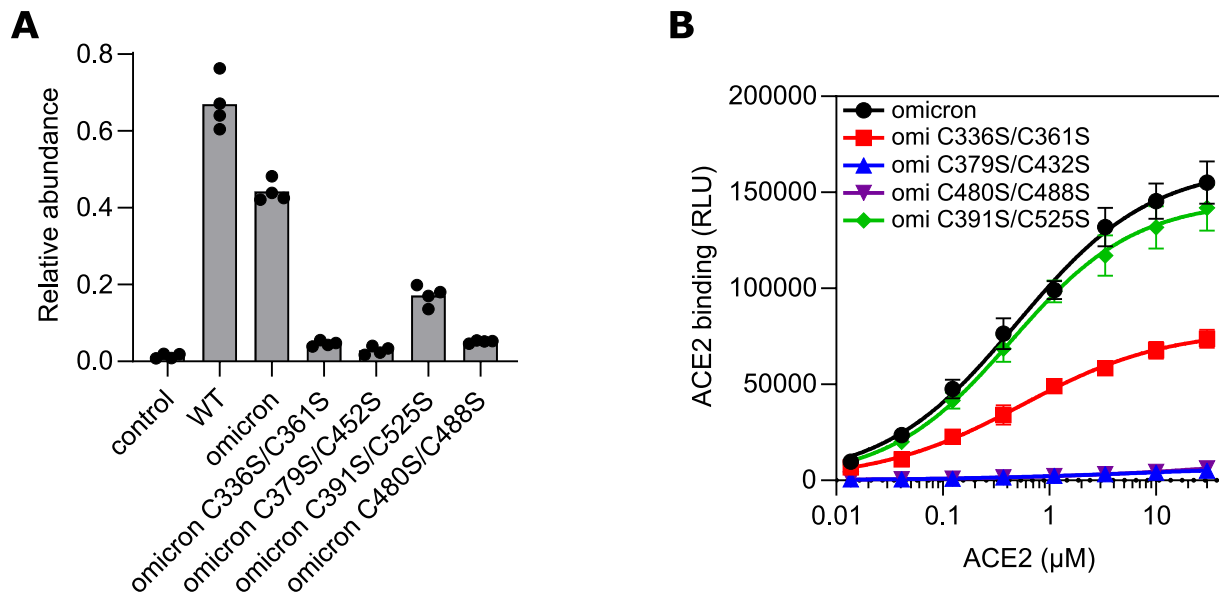 A
Relative abundance
0.8
0.6
0.4
0.2
0.0
control
WT
omicron
omicron C336S/C361S
omicron C379S/C452S
omicron C391S/C525S
omicron C480S/C488S
B
ACE2 binding (RLU)
200000
150000
100000
50000
0
omicron
omi C336S/C361S
omi C379S/C432S
omi C480S/C488S
omi C391S/C525S
0.01 0.1 1 10
ACE2 (μM)